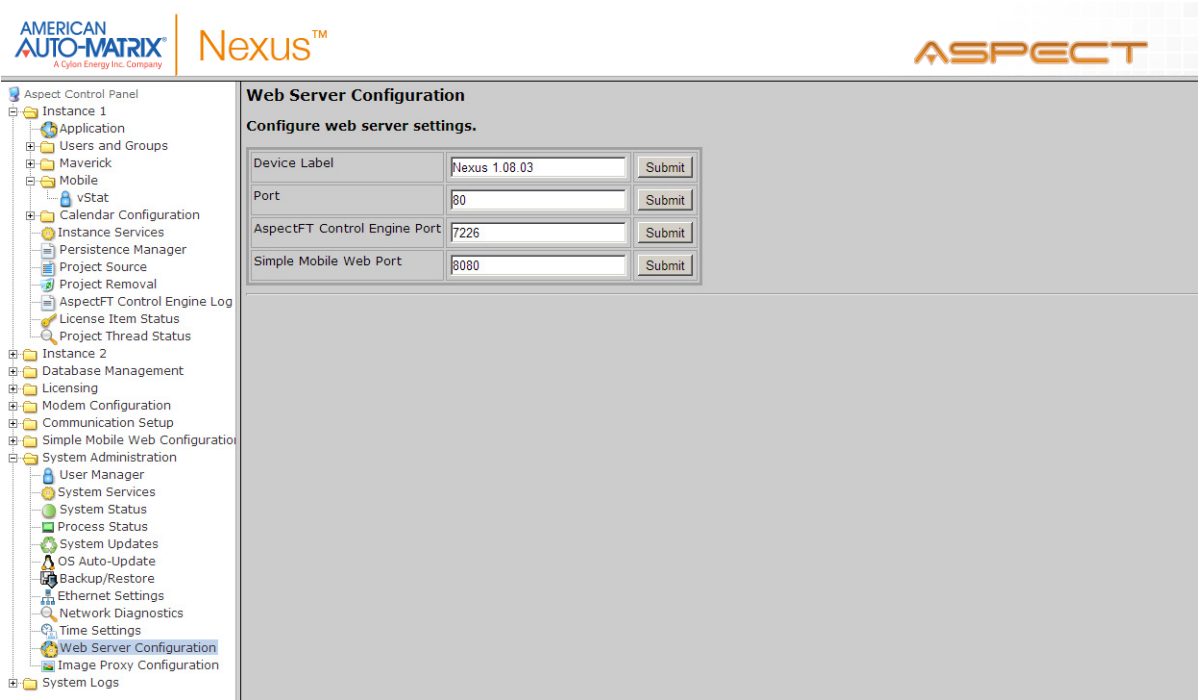 AMERICAN
AUTO-MATRIX®
A Cylon Energy Inc. Company
Nexus™
ASPECT
Aspect Control Panel
Instance 1
Application
Users and Groups
Maverick
Mobile
vStat
Calendar Configuration
Instance Services
Persistence Manager
Project Source
Project Removal
AspectFT Control Engine Log
License Item Status
Project Thread Status
Instance 2
Database Management
Licensing
Modem Configuration
Communication Setup
Simple Mobile Web Configuration
System Administration
User Manager
System Services
System Status
Process Status
System Updates
OS Auto-Update
Backup/Restore
Ethernet Settings
Network Diagnostics
Time Settings
Web Server Configuration
Image Proxy Configuration
System Logs
Web Server Configuration
Configure web server settings.
Device Label Nexus 1.08.03 Submit
Port 80 Submit
AspectFT Control Engine Port 7226 Submit
Simple Mobile Web Port 8080 Submit